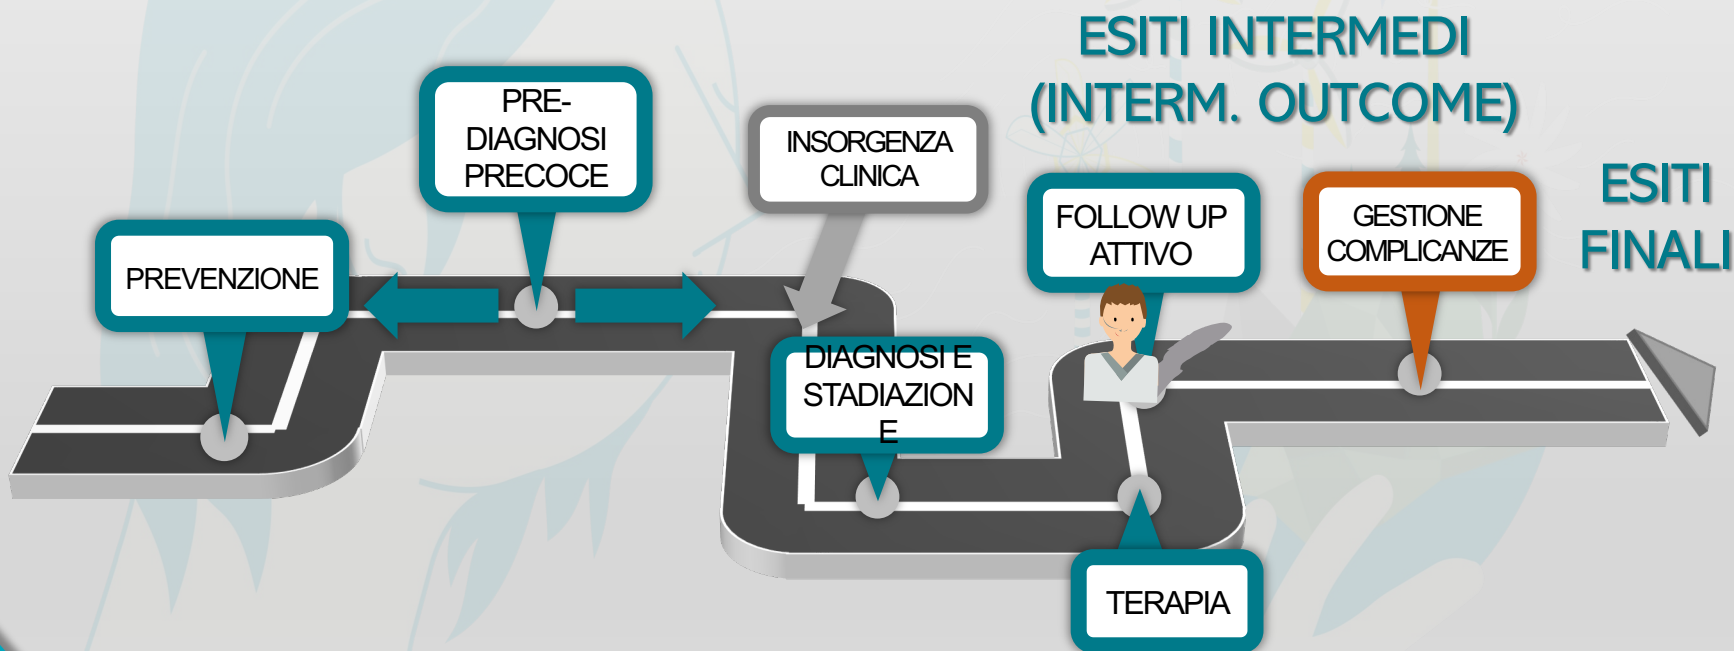 ESITI INTERMEDI
(INTERM. OUTCOME)
PRE-
DIAGNOSI
PRECOCE
INSORGENZA
CLINICA
ESITI
FINALI
PREVENZIONE
FOLLOW UP
ATTIVO
GESTIONE
COMPLICANZE
DIAGNOSI E
STADIAZION
E
TERAPIA